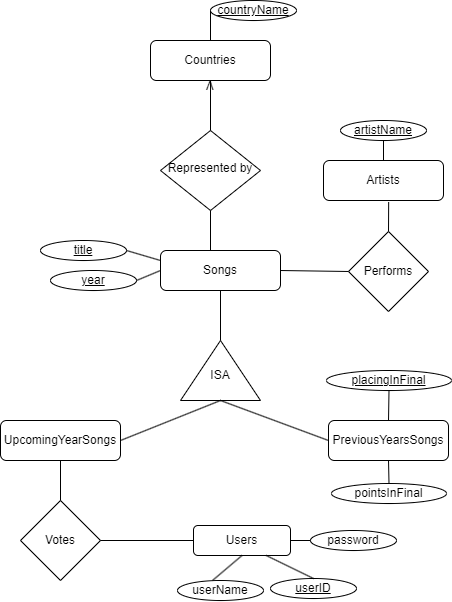 countryName
Countries
Represented by
artistName
Artists
title
year
Songs
Performs
ISA
placingInFinal
UpcomingYearSongs
PreviousYearsSongs
pointsInFinal
Votes
Users
password
userName
userID